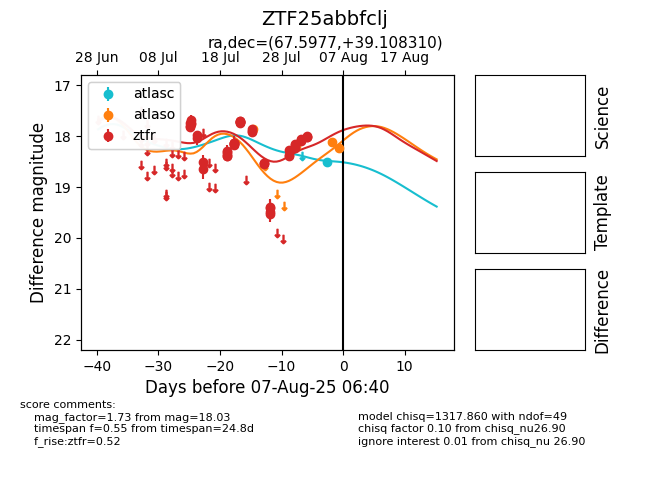 ZTF25abbfclj
ra,dec=(67.5977,+39.108310)
28 Jun 08 Jul 18 Jul 28 Jul 07 Aug 17 Aug
atlasc
atlaso
ztfr
17
18
19
20
21
22
Difference magnitude
−40 −30 −20 −10 0 10
Days before 07-Aug-25 06:40
Science
Template
Difference
score comments:
mag_factor=1.73 from mag=18.03
timespan f=0.55 from timespan=24.8d
f_rise:ztfr=0.52
model chisq=1317.860 with ndof=49
chisq factor 0.10 from chisq_nu26.90
ignore interest 0.01 from chisq_nu 26.90